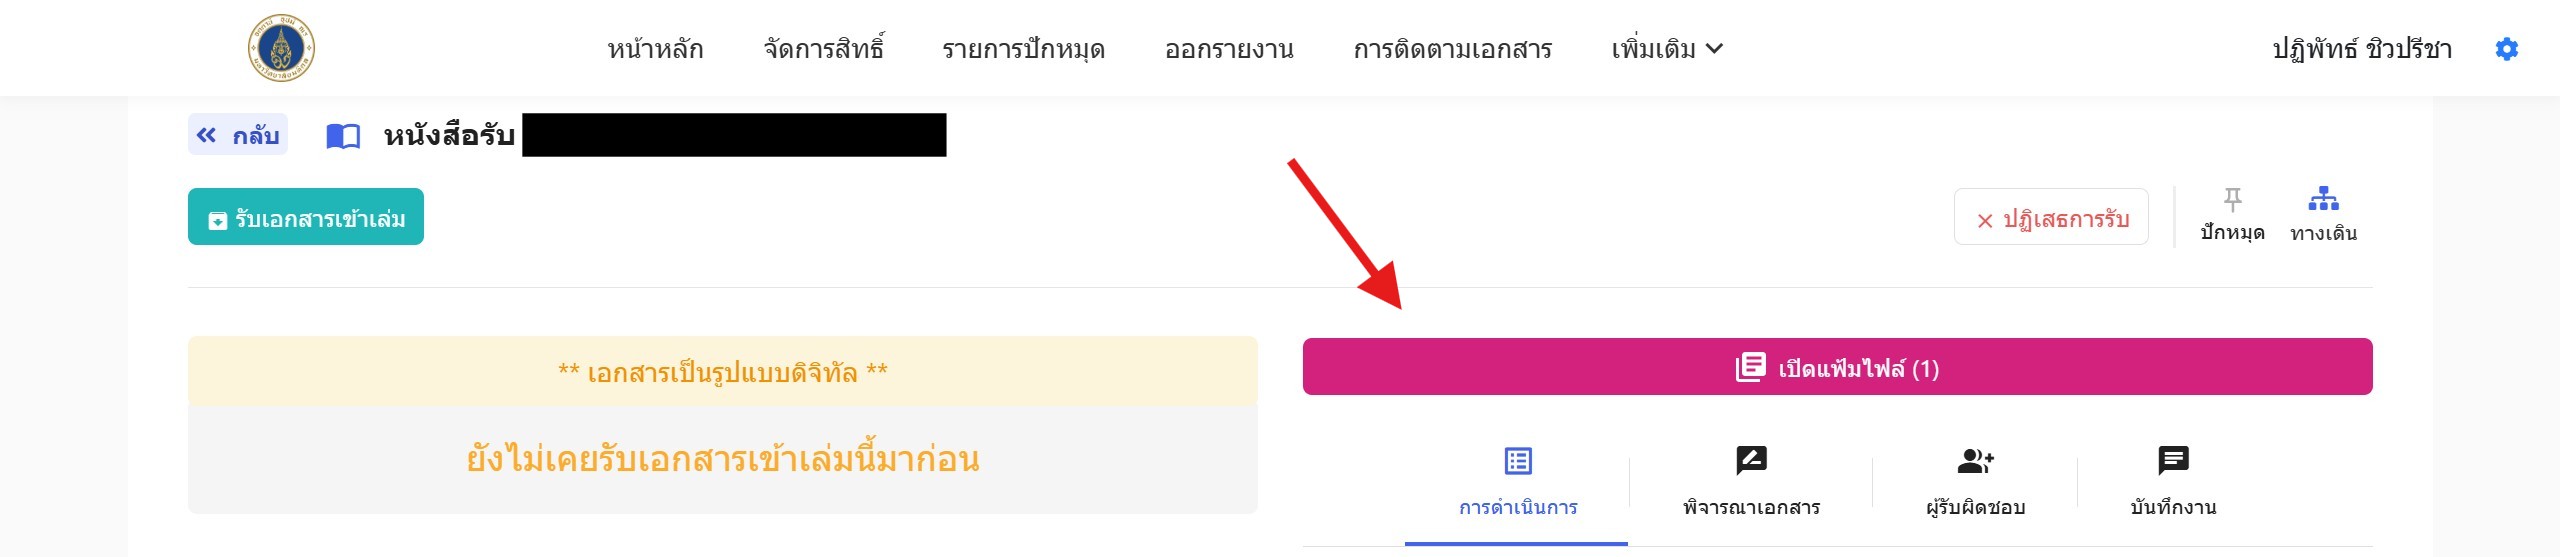 หน้าหลัก จัดการสิทธิ์ รายการปักหมุด ออกรายงาน การติดตามเอกสาร เพิ่มเติม ปฏิพัทธ์ ชิวปรีชา
กลับ หนังสือรับ
รับเอกสารเข้าเล่ม ปฏิเสธการรับ ปักหมุด ทางเดิน
** เอกสารเป็นรูปแบบดิจิทัล **
ยังไม่เคยรับเอกสารเข้าเล่มนี้มาก่อน
เปิดแฟ้มไฟล์ (1)
การดำเนินการ พิจารณาเอกสาร ผู้รับผิดชอบ บันทึกงาน